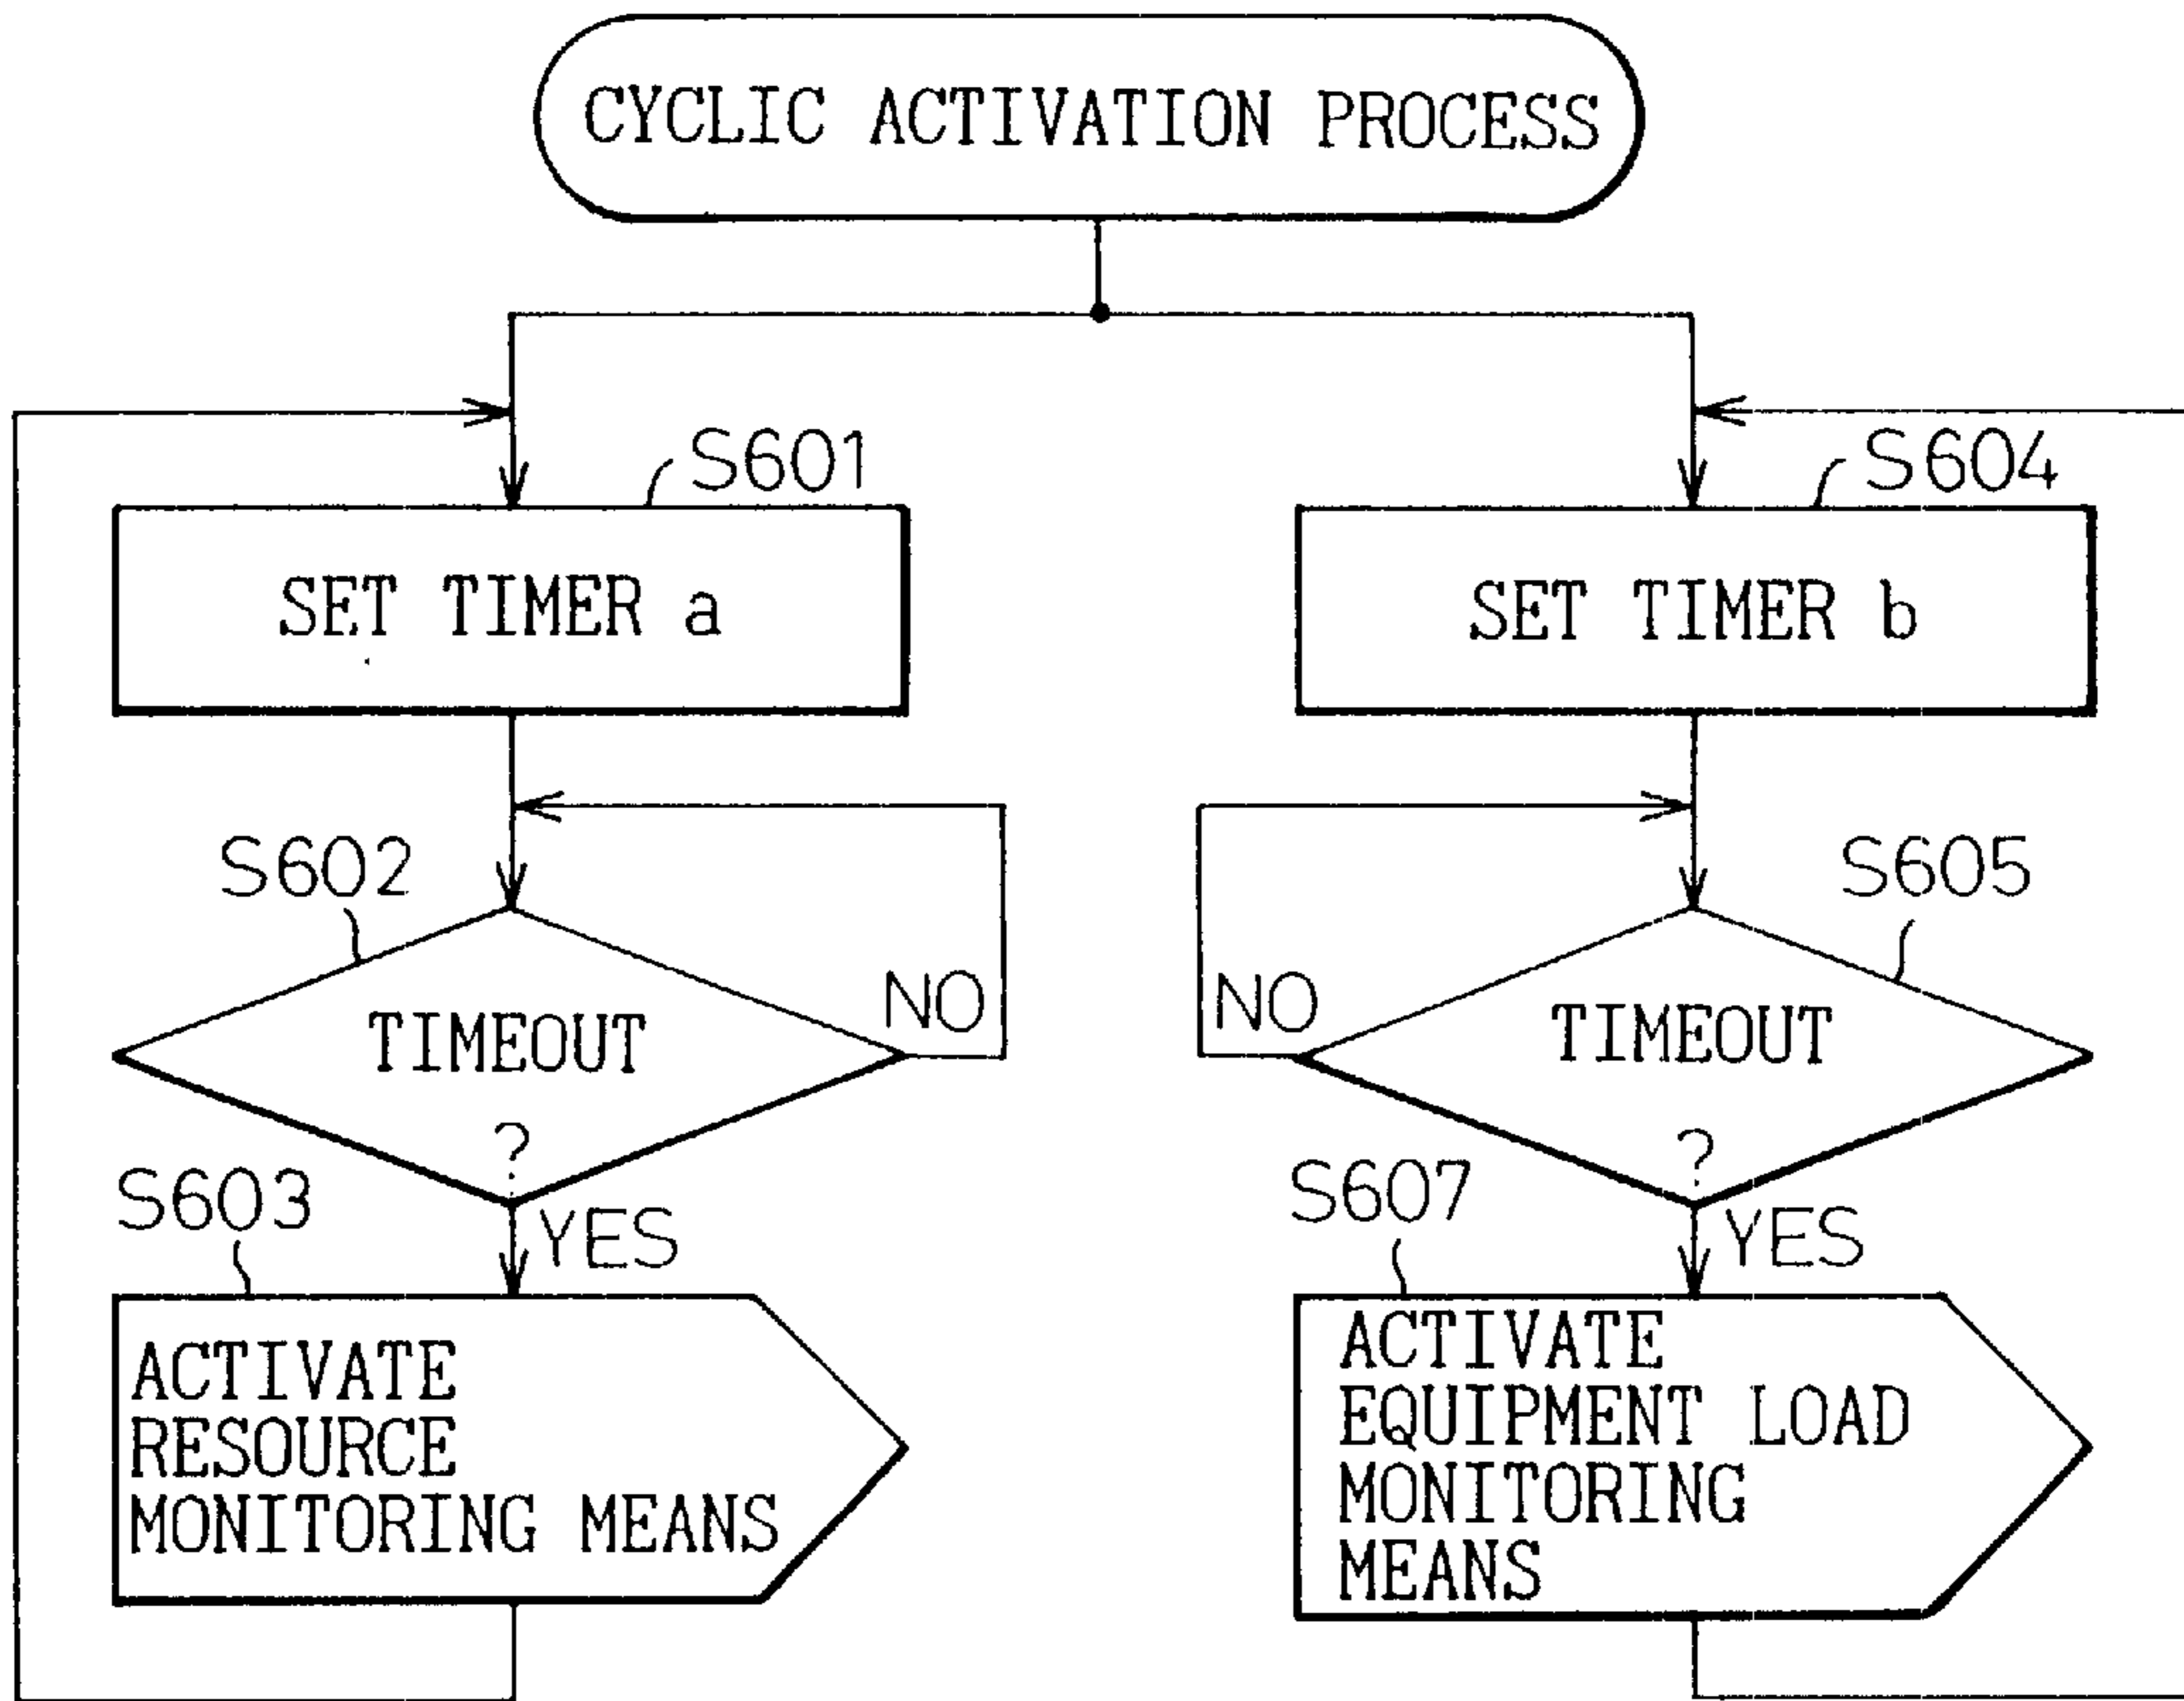 CYCLIC ACTIVATION PROCESS
S601
SET TIMER a
S602
TIMEOUT
?
NO
YES
S603
ACTIVATE
RESOURCE
MONITORING MEANS
S604
SET TIMER b
S605
TIMEOUT
?
NO
YES
S607
ACTIVATE
EQUIPMENT LOAD
MONITORING
MEANS